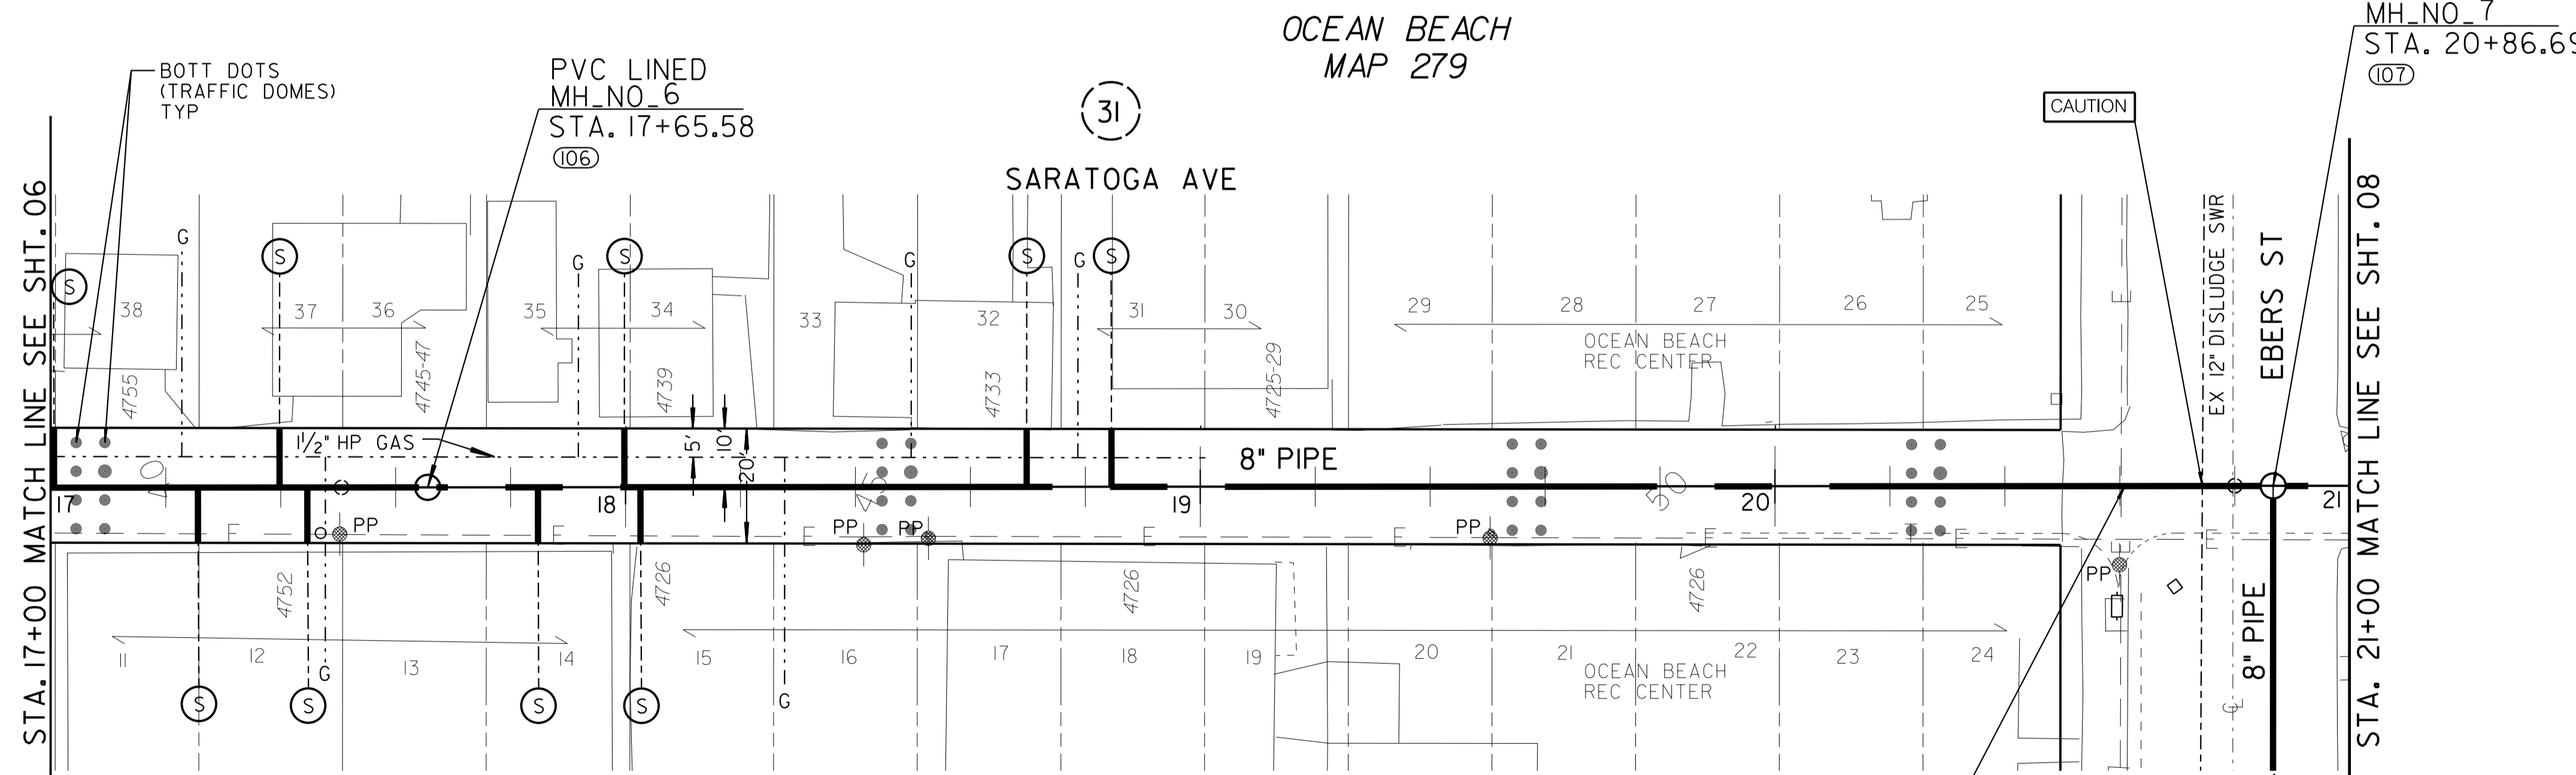 OCEAN BEACH
MAP 279
MH_NO_7
STA. 20+86.69
107
BOTT DOTS
(TRAFFIC DOMES)
TYP
PVC LINED
MH_NO_6
STA. 17+65.58
106
31
CAUTION
SARATOGA AVE
STA. 17+00 MATCH LINE SEE SHT. 06
STA. 21+00 MATCH LINE SEE SHT. 08
EX 12" DI SLUDGE SWR
EBERS ST
G
S
S
G
S
G
S
G
S
38
37
36
35
34
33
32
31
30
29
28
27
26
25
OCEAN BEACH
REC CENTER
4755
4745-47
4739
4733
4725-29
1 1/2" HP GAS
5'
10'
20'
8" PIPE
17
18
19
20
21
45
50
E
PP
E
E
PP
PP
E
E
PP
E
E
E
E
E
PP
4752
4726
4726
4726
11
12
13
14
15
16
17
18
19
20
21
22
23
24
OCEAN BEACH
REC CENTER
8" PIPE
G
G
S
S
S
S